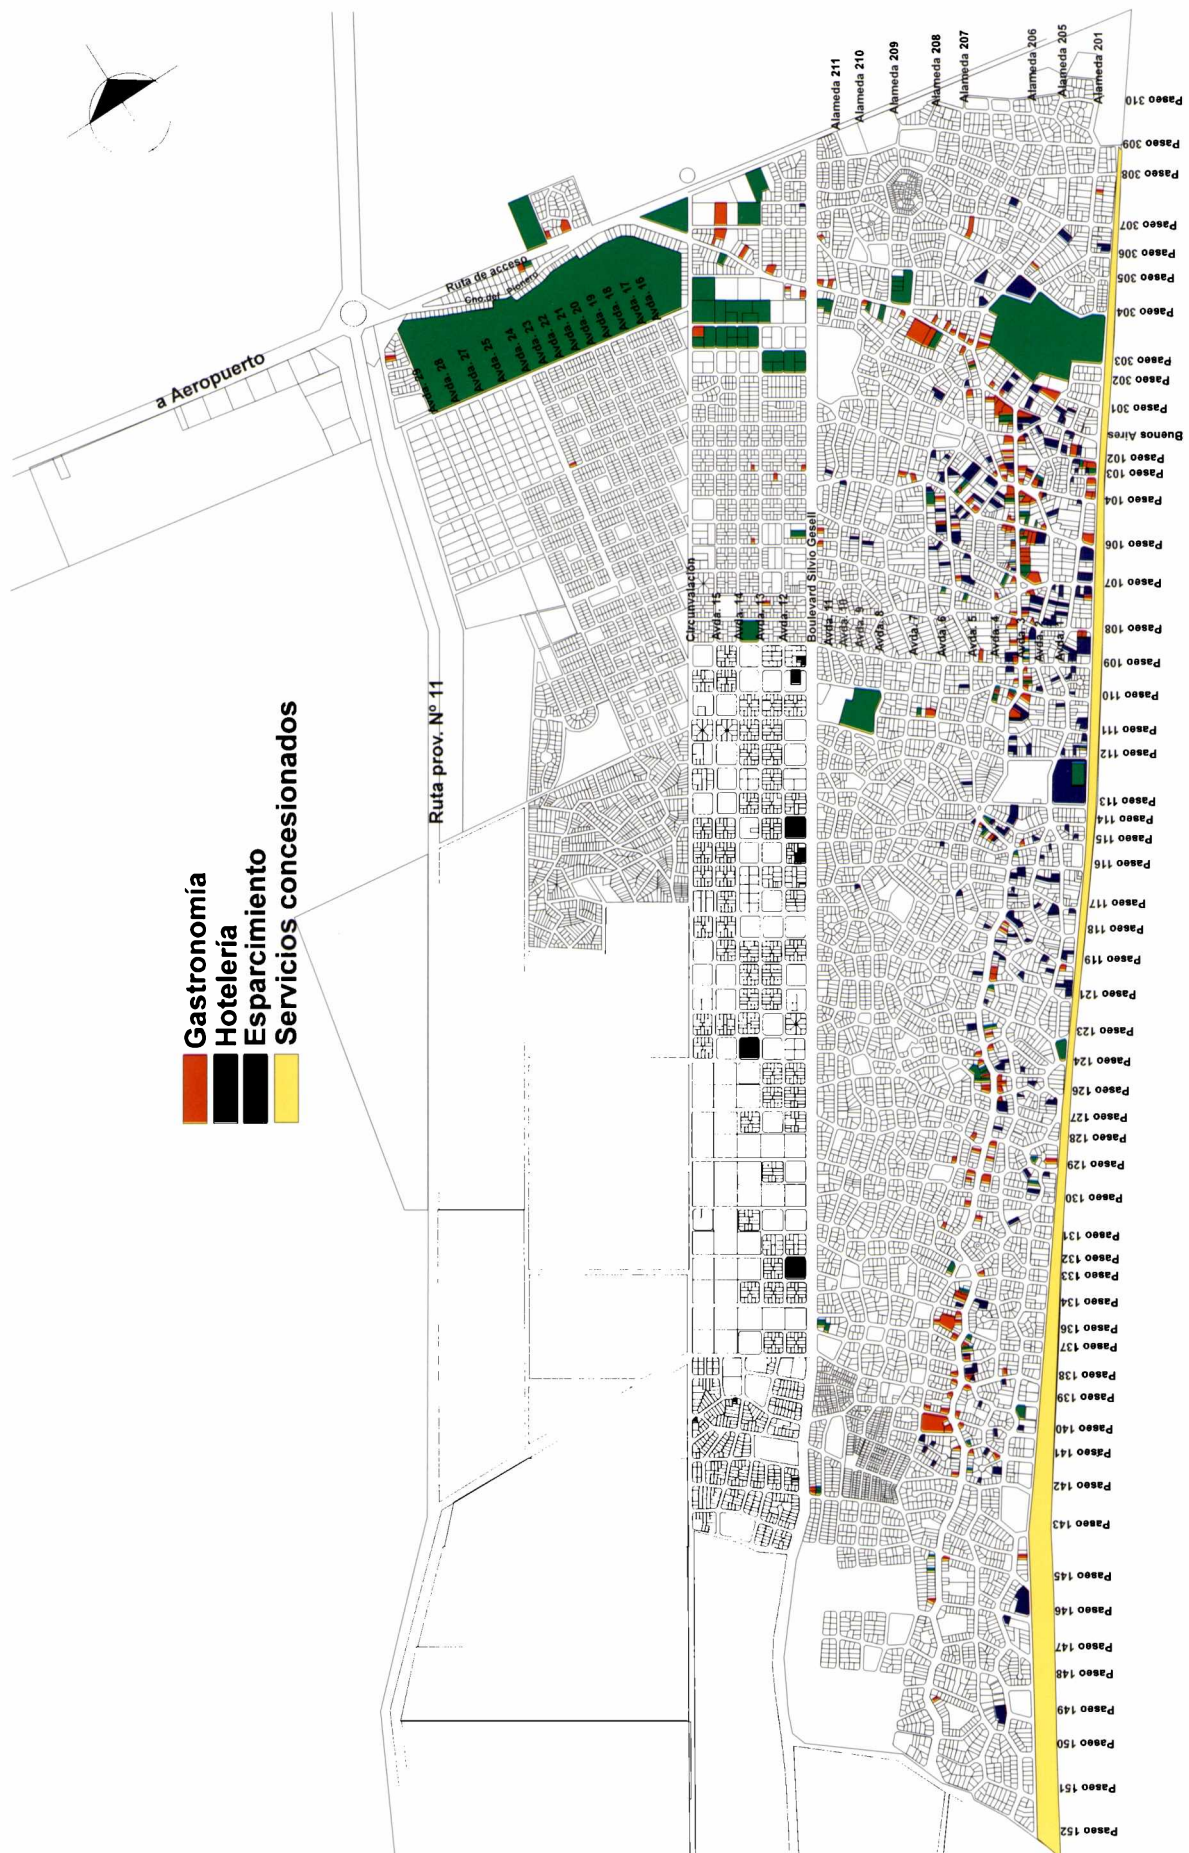 Alameda 211
Alameda 210
Alameda 209
Alameda 208
Alameda 207
Alameda 206
Alameda 205
Alameda 201
Paseo 310
Paseo 309
Paseo 308
Paseo 307
Paseo 306
Paseo 305
Paseo 304
Paseo 303
Paseo 302
Paseo 301
Buenos Aires
Paseo 102
Paseo 103
Paseo 104
Paseo 106
Paseo 107
Paseo 108
Paseo 109
Paseo 110
Paseo 111
Paseo 112
Paseo 113
Paseo 114
Paseo 115
Paseo 116
Paseo 117
Paseo 118
Paseo 119
Paseo 121
Paseo 123
Paseo 124
Paseo 126
Paseo 127
Paseo 128
Paseo 129
Paseo 130
Paseo 131
Paseo 132
Paseo 133
Paseo 134
Paseo 136
Paseo 137
Paseo 138
Paseo 139
Paseo 140
Paseo 141
Paseo 142
Paseo 143
Paseo 145
Paseo 146
Paseo 147
Paseo 148
Paseo 149
Paseo 150
Paseo 151
Paseo 152
a Aeropuerto
Ruta de acceso
Cno.del Pionero
Avda. 29
Avda. 28
Avda. 27
Avda. 25
Avda. 24
Avda. 23
Avda. 22
Avda. 21
Avda. 20
Avda. 19
Avda. 18
Avda. 17
Avda. 16
Ruta prov. Nº 11
Circunvalación
Avda. 15
Avda. 14
Avda. 13
Avda. 12
Boulevard Silvio Gesell
Avda. 11
Avda. 10
Avda. 9
Avda. 8
Avda. 7
Avda. 6
Avda. 5
Avda. 4
Avda. 3
Gastronomía
Hotelería
Esparcimiento
Servicios concesionados